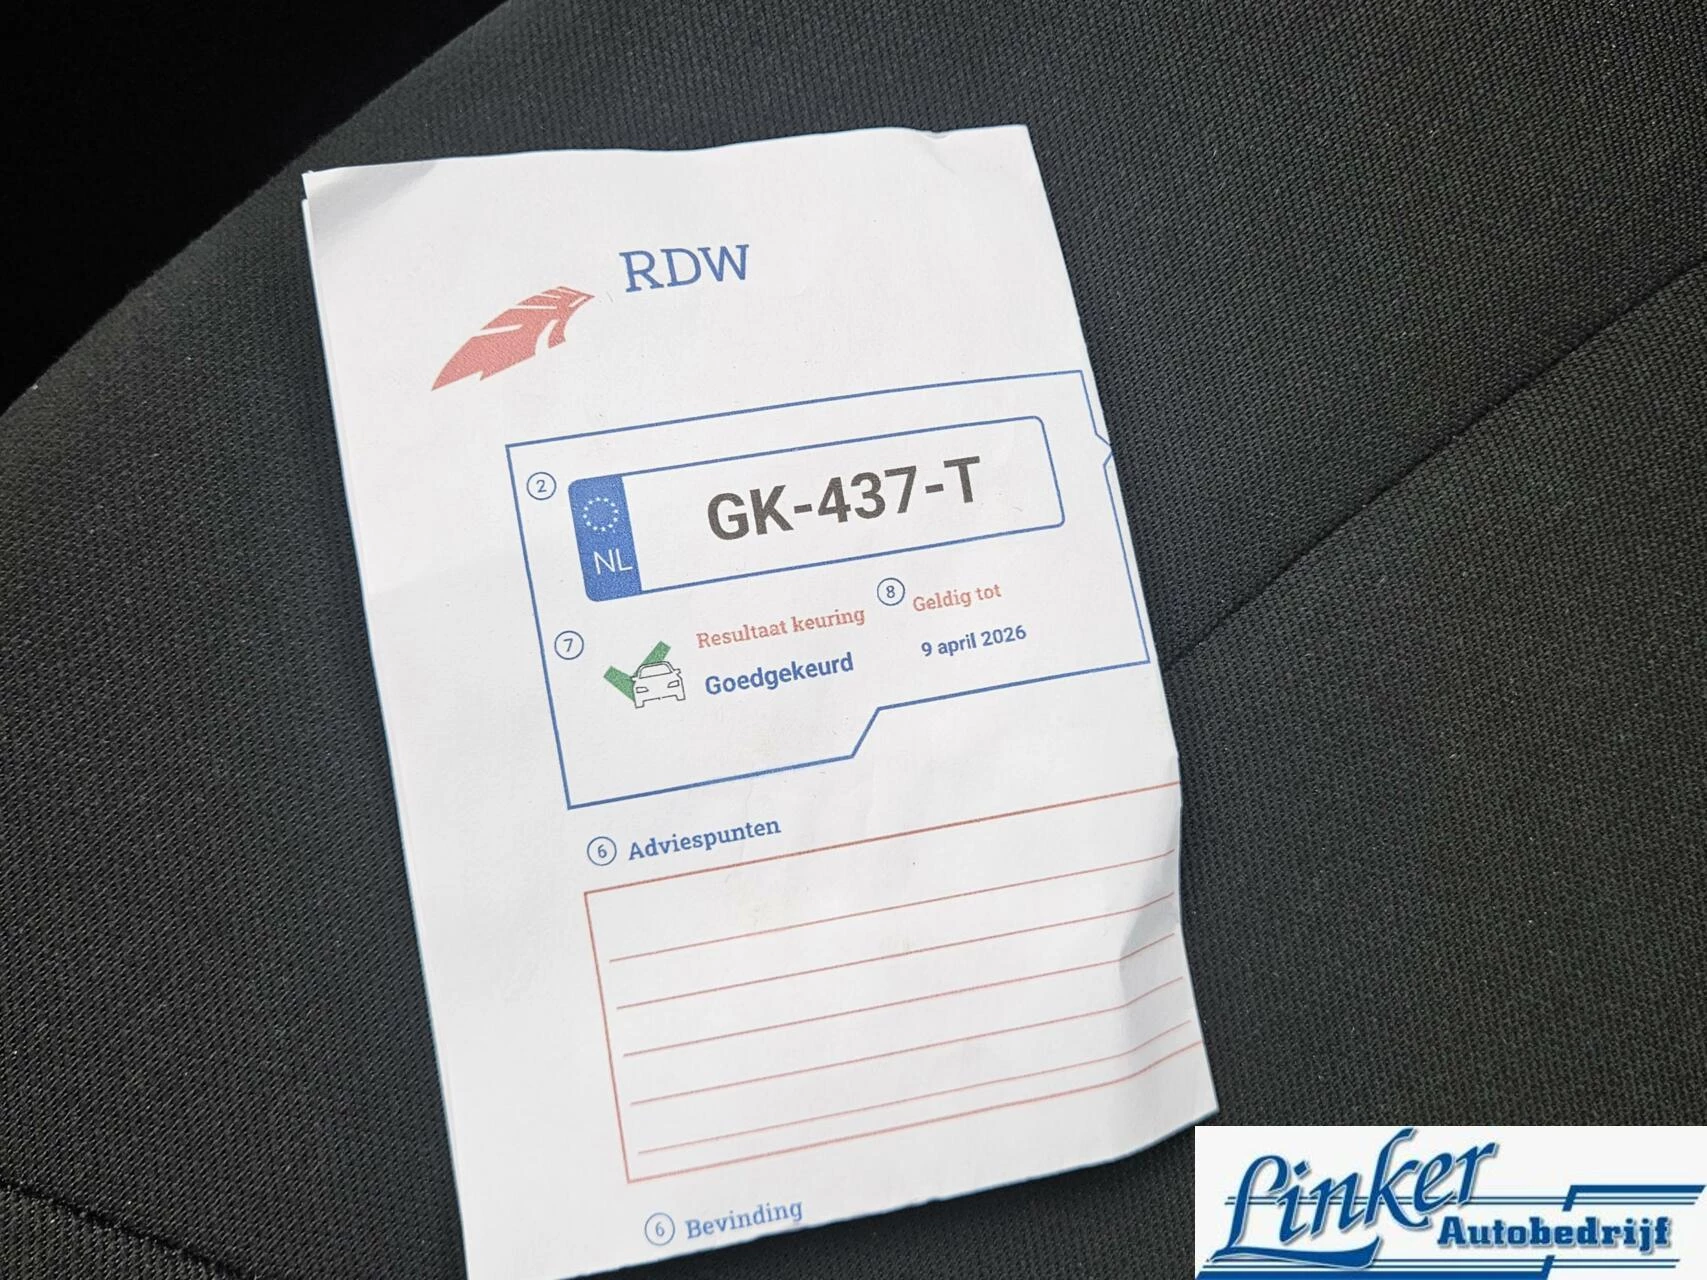 RDW
2
NL
GK-437-T
7
Resultaat keuring
Goedgekeurd
8
Geldig tot
9 april 2026
6 Adviespunten
6 Bevinding
Linker
Autobedrijf